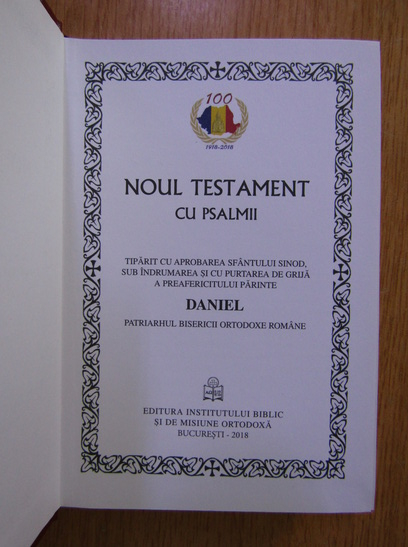 100
1918-2018
NOUL TESTAMENT
CU PSALMII
TIPĂRIT CU APROBAREA SFÂNTULUI SINOD,
SUB ÎNDRUMAREA ȘI CU PURTAREA DE GRIJĂ
A PREAFERICITULUI PĂRINTE
DANIEL
PATRIARHUL BISERICII ORTODOXE ROMÂNE
EDITURA INSTITUTULUI BIBLIC
ȘI DE MISIUNE ORTODOXĂ
BUCUREȘTI - 2018